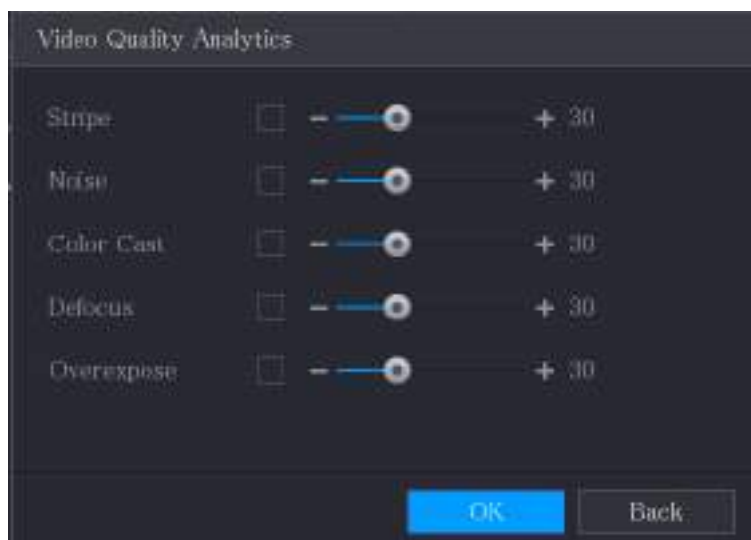 Video Quality Analytics
Stripe 30
Noise 30
Color Cast 30
Defocus 30
Overexpose 30
OK Back